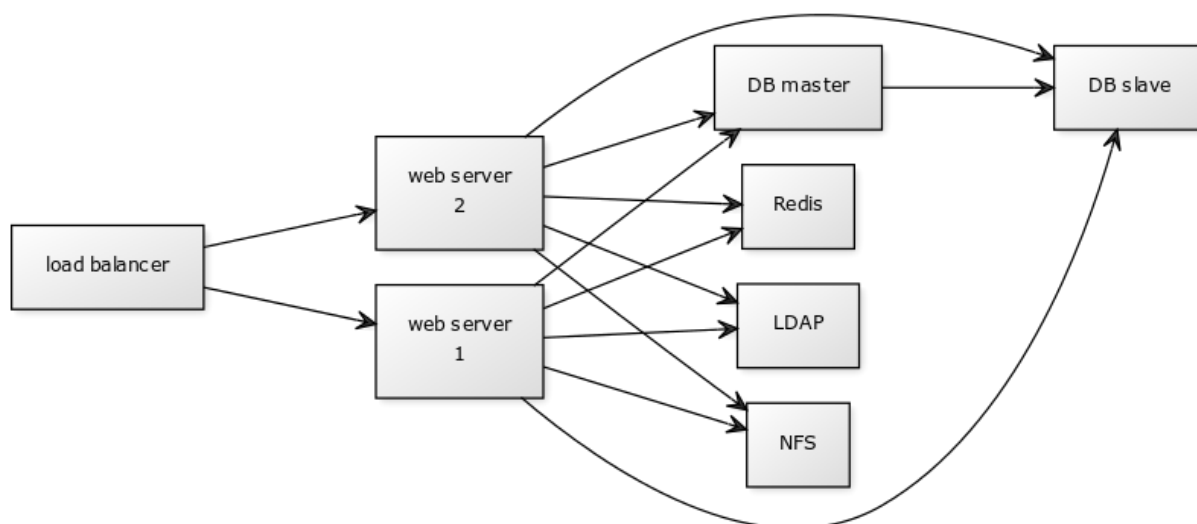 DB master
DB slave
web server
2
Redis
load balancer
web server
1
LDAP
NFS